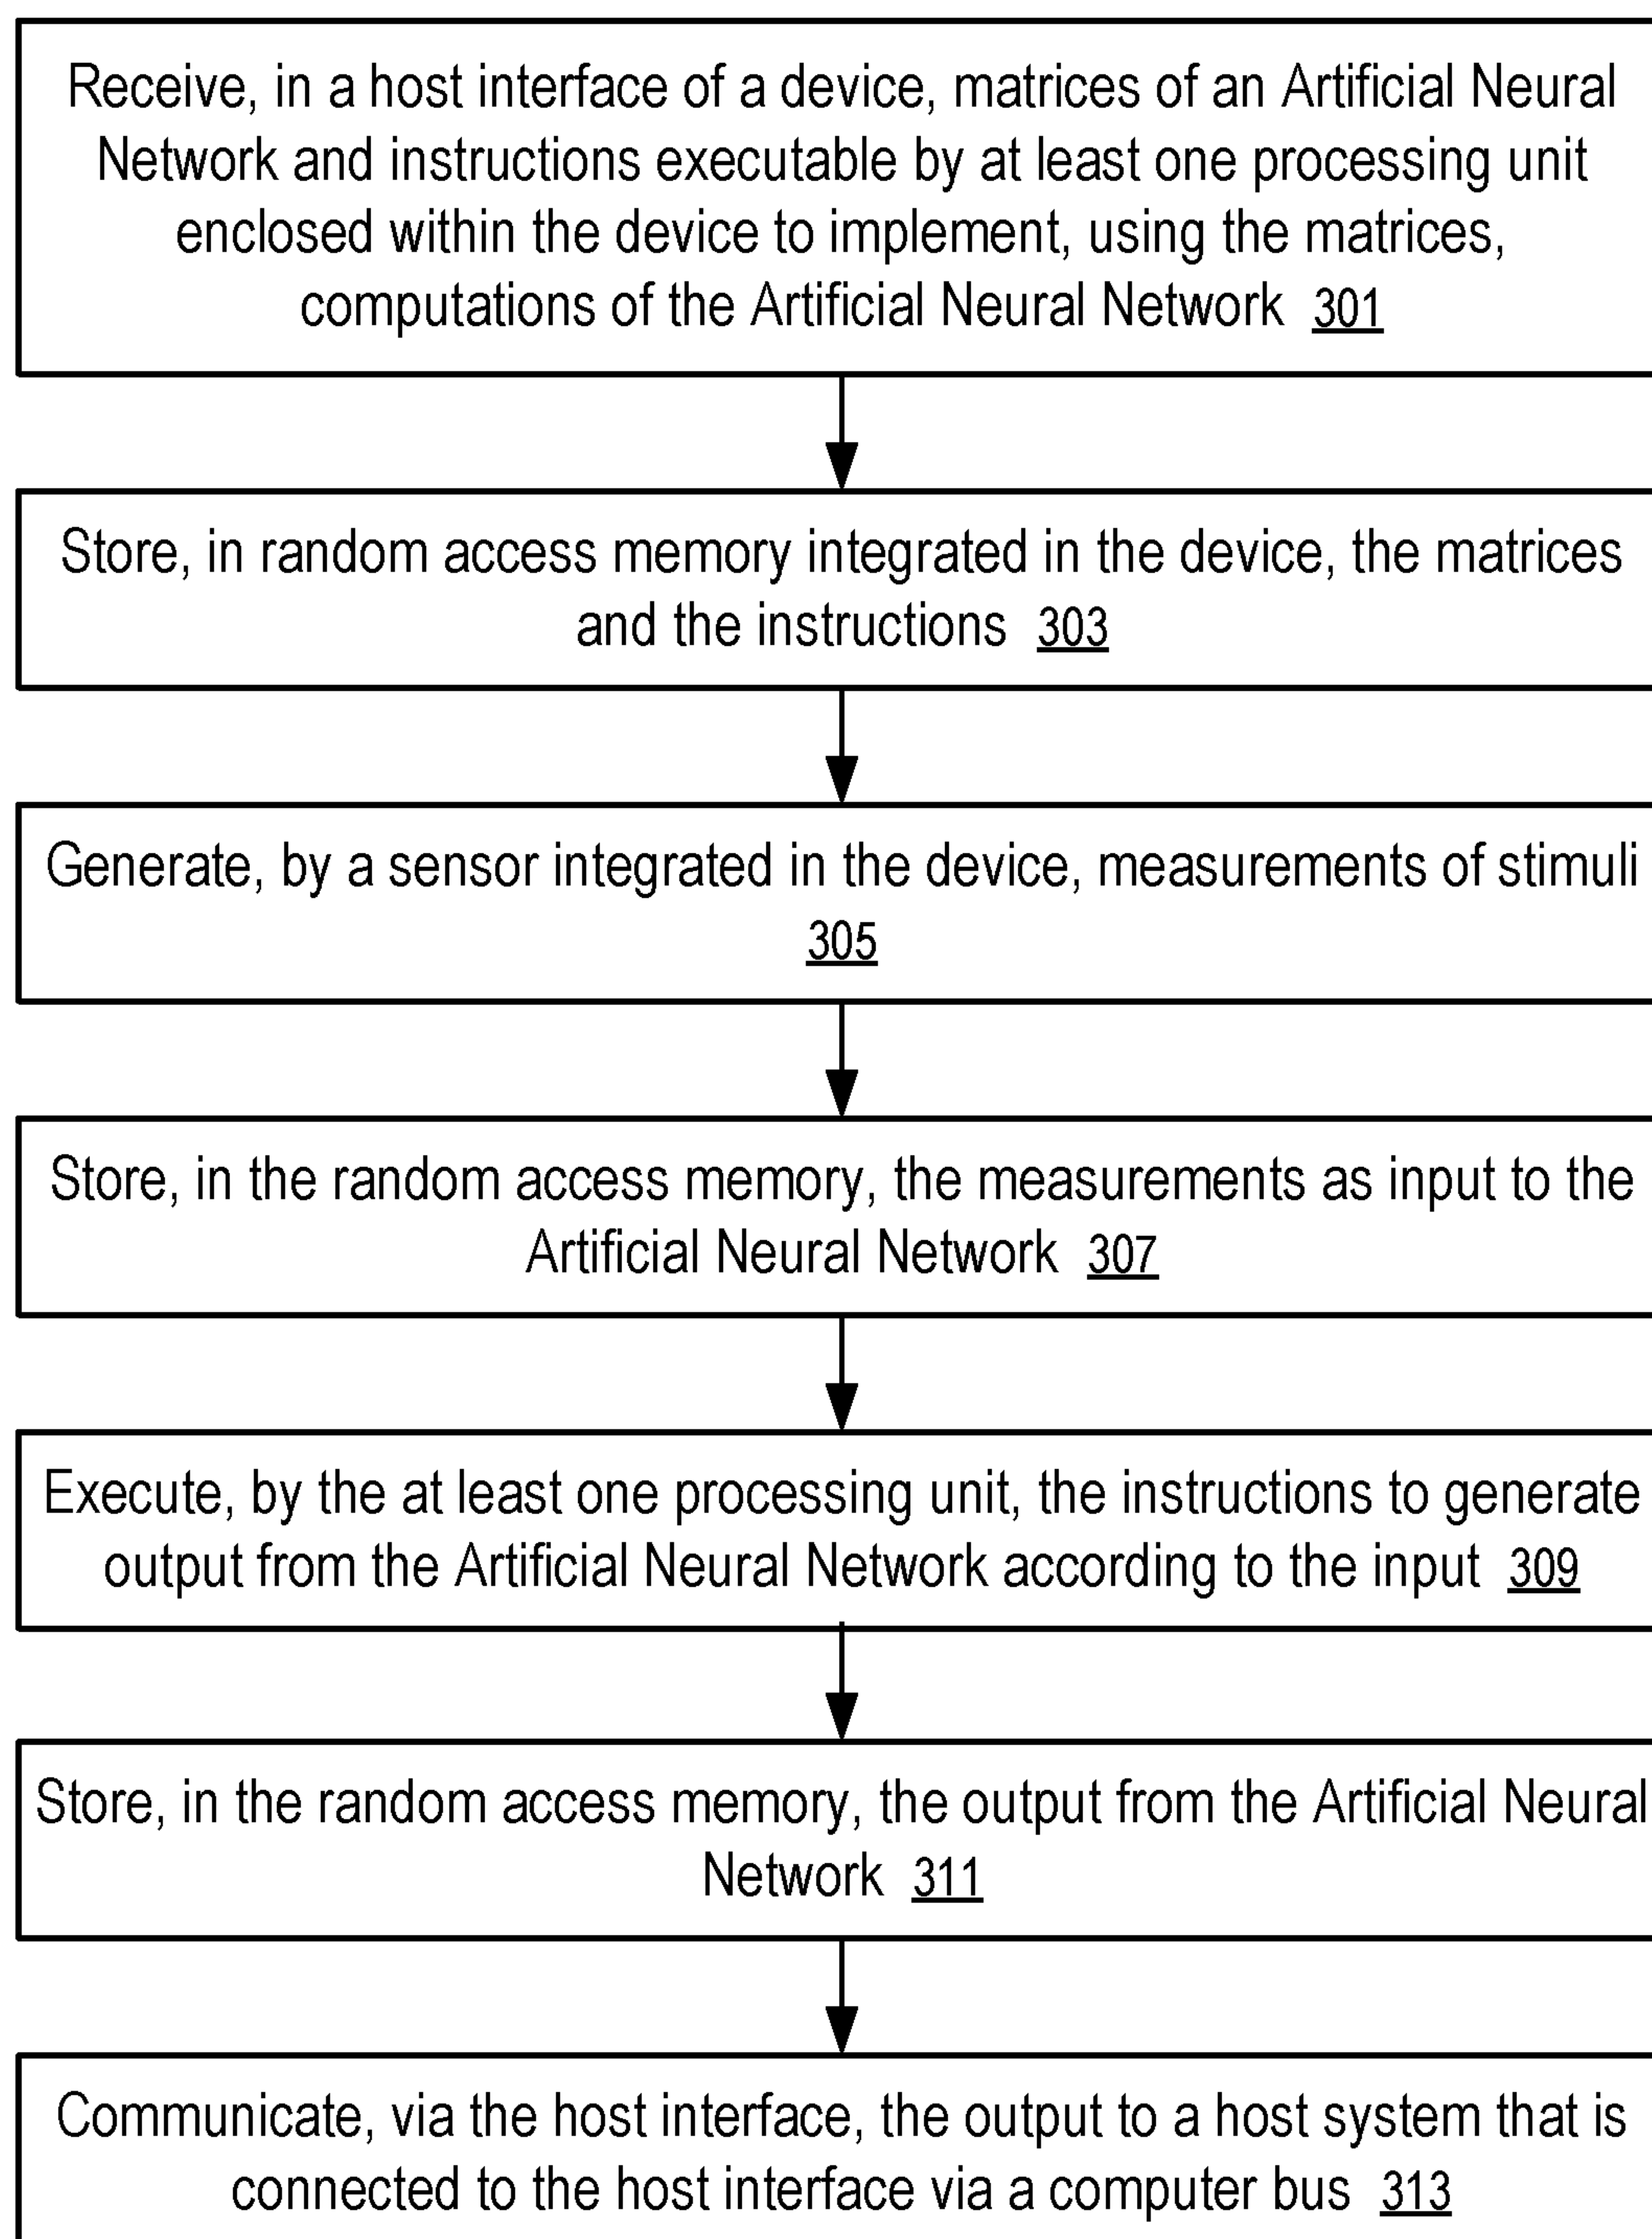 Receive, in a host interface of a device, matrices of an Artificial Neural
Network and instructions executable by at least one processing unit
enclosed within the device to implement, using the matrices,
computations of the Artificial Neural Network 301
Store, in random access memory integrated in the device, the matrices
and the instructions 303
Generate, by a sensor integrated in the device, measurements of stimuli
305
Store, in the random access memory, the measurements as input to the
Artificial Neural Network 307
Execute, by the at least one processing unit, the instructions to generate
output from the Artificial Neural Network according to the input 309
Store, in the random access memory, the output from the Artificial Neural
Network 311
Communicate, via the host interface, the output to a host system that is
connected to the host interface via a computer bus 313